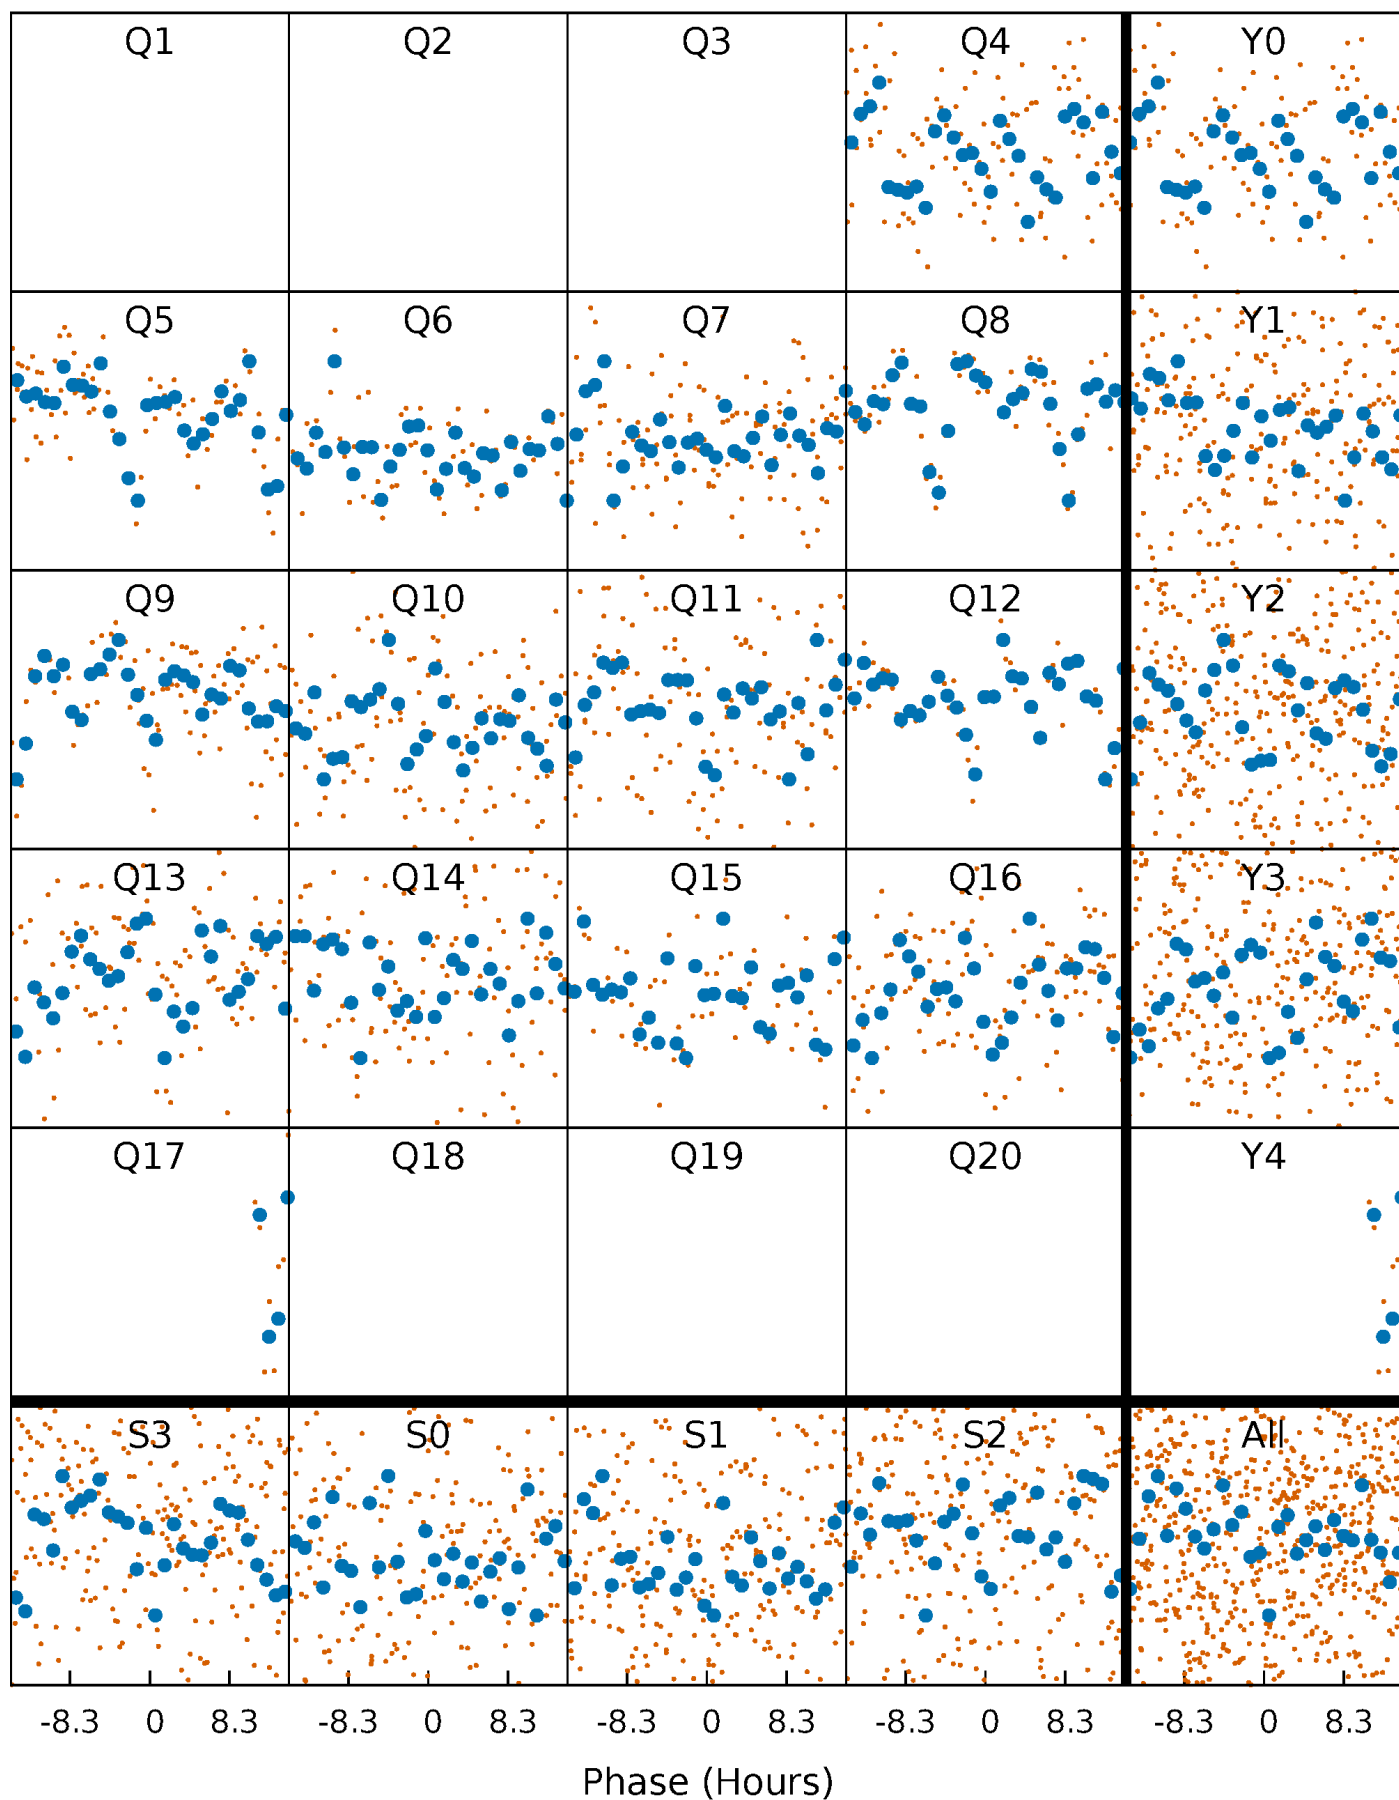 Q1 Q2 Q3 Q4 Y0
Q5 Q6 Q7 Q8 Y1
Q9 Q10 Q11 Q12 Y2
Q13 Q14 Q15 Q16 Y3
Q17 Q18 Q19 Q20 Y4
S3 S0 S1 S2 All
-8.3 0 8.3 -8.3 0 8.3 -8.3 0 8.3 -8.3 0 8.3 -8.3 0 8.3
Phase (Hours)